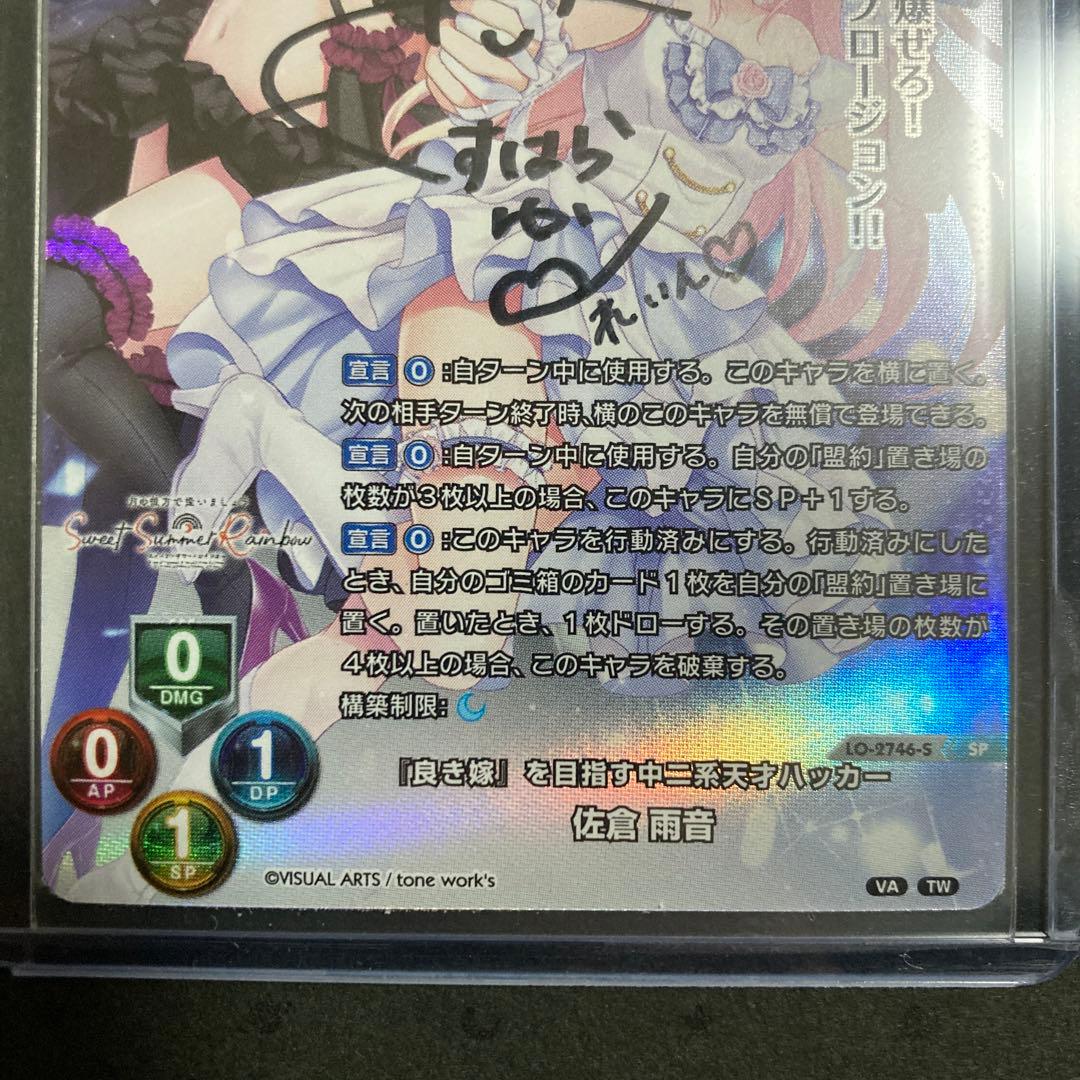 爆ぜろ!
ロージョン!!
すはら
ゆい
れいん♡
宣言 0 :自ターン中に使用する。このキャラを横に置く。
次の相手ターン終了時、横のこのキャラを無償で登場できる。
宣言 0 :自ターン中に使用する。自分の「盟約」置き場の
枚数が3枚以上の場合、このキャラにSP+1する。
宣言 0 :このキャラを行動済みにする。行動済みにした
とき、自分のゴミ箱のカード1枚を自分の「盟約」置き場に
置く。置いたとき、1枚ドローする。その置き場の枚数が
4枚以上の場合、このキャラを破棄する。
構築制限:
Sweet Summer Rainbow
0
DMG
0
AP
1
DP
1
SP
LO-2746-S SP
『良き嫁』を目指す中二系天才ハッカー
佐倉 雨音
©VISUAL ARTS / tone work's
VA TW